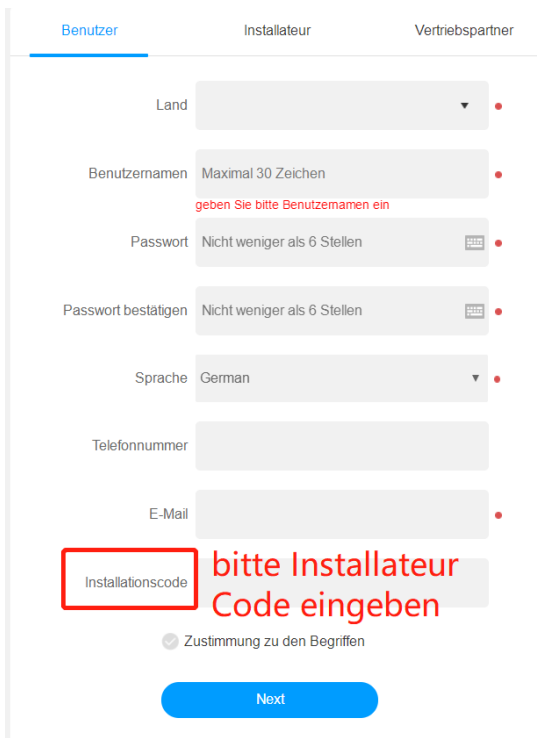 Benutzer Installateur Vertriebspartner
Land
Benutzernamen Maximal 30 Zeichen
geben Sie bitte Benutzernamen ein
Passwort Nicht weniger als 6 Stellen
Passwort bestätigen Nicht weniger als 6 Stellen
Sprache German
Telefonnummer
E-Mail
Installationscode bitte Installateur
Code eingeben
Zustimmung zu den Begriffen
Next